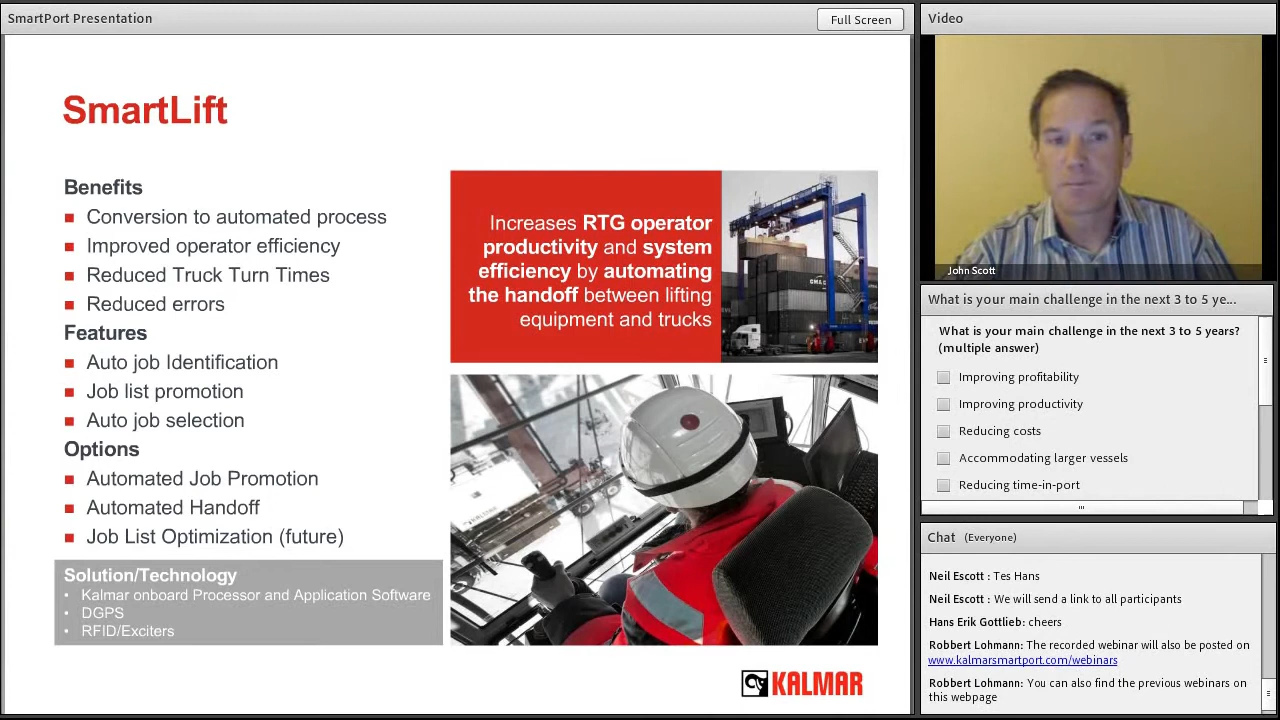 SmartPort Presentation
Full Screen
SmartLift
Benefits
Conversion to automated process
Improved operator efficiency
Reduced Truck Turn Times
Reduced errors
Features
Auto job Identification
Job list promotion
Auto job selection
Options
Automated Job Promotion
Automated Handoff
Job List Optimization (future)
Solution/Technology
• Kalmar onboard Processor and Application Software
• DGPS
• RFID/Exciters
Increases RTG operator
productivity and system
efficiency by automating
the handoff between lifting
equipment and trucks
KALMAR
Video
John Scott
What is your main challenge in the next 3 to 5 ye...
What is your main challenge in the next 3 to 5 years?
(multiple answer)
Improving profitability
Improving productivity
Reducing costs
Accommodating larger vessels
Reducing time-in-port
Chat (Everyone)
Neil Escott : Tes Hans
Neil Escott : We will send a link to all participants
Hans Erik Gottlieb: cheers
Robbert Lohmann: The recorded webinar will also be posted on
www.kalmarsmartport.com/webinars
Robbert Lohmann: You can also find the previous webinars on
this webpage